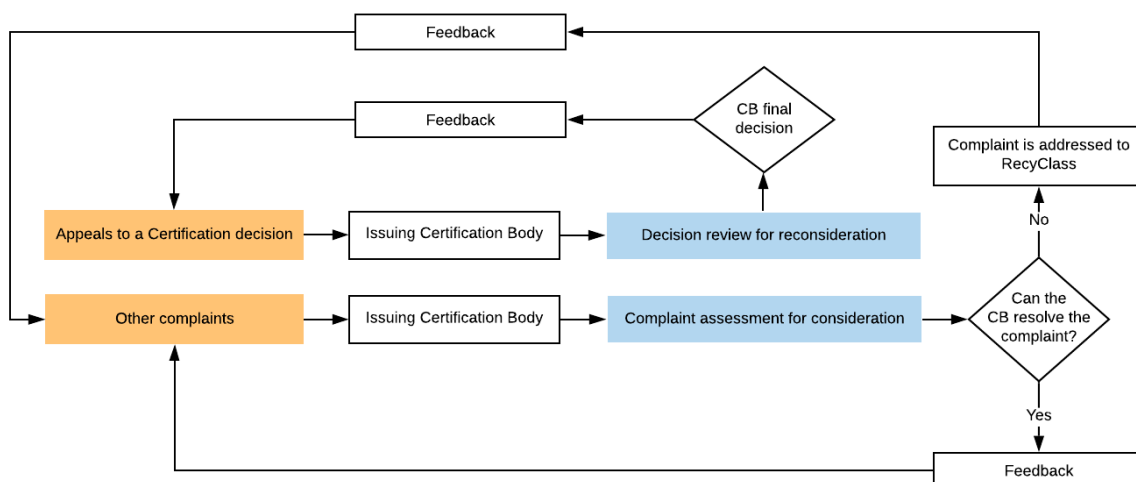 Feedback
Feedback
CB final
decision
Complaint is addressed to
RecyClass
No
Appeals to a Certification decision
Issuing Certification Body
Decision review for reconsideration
Other complaints
Issuing Certification Body
Complaint assessment for consideration
Can the
CB resolve the
complaint?
Yes
Feedback